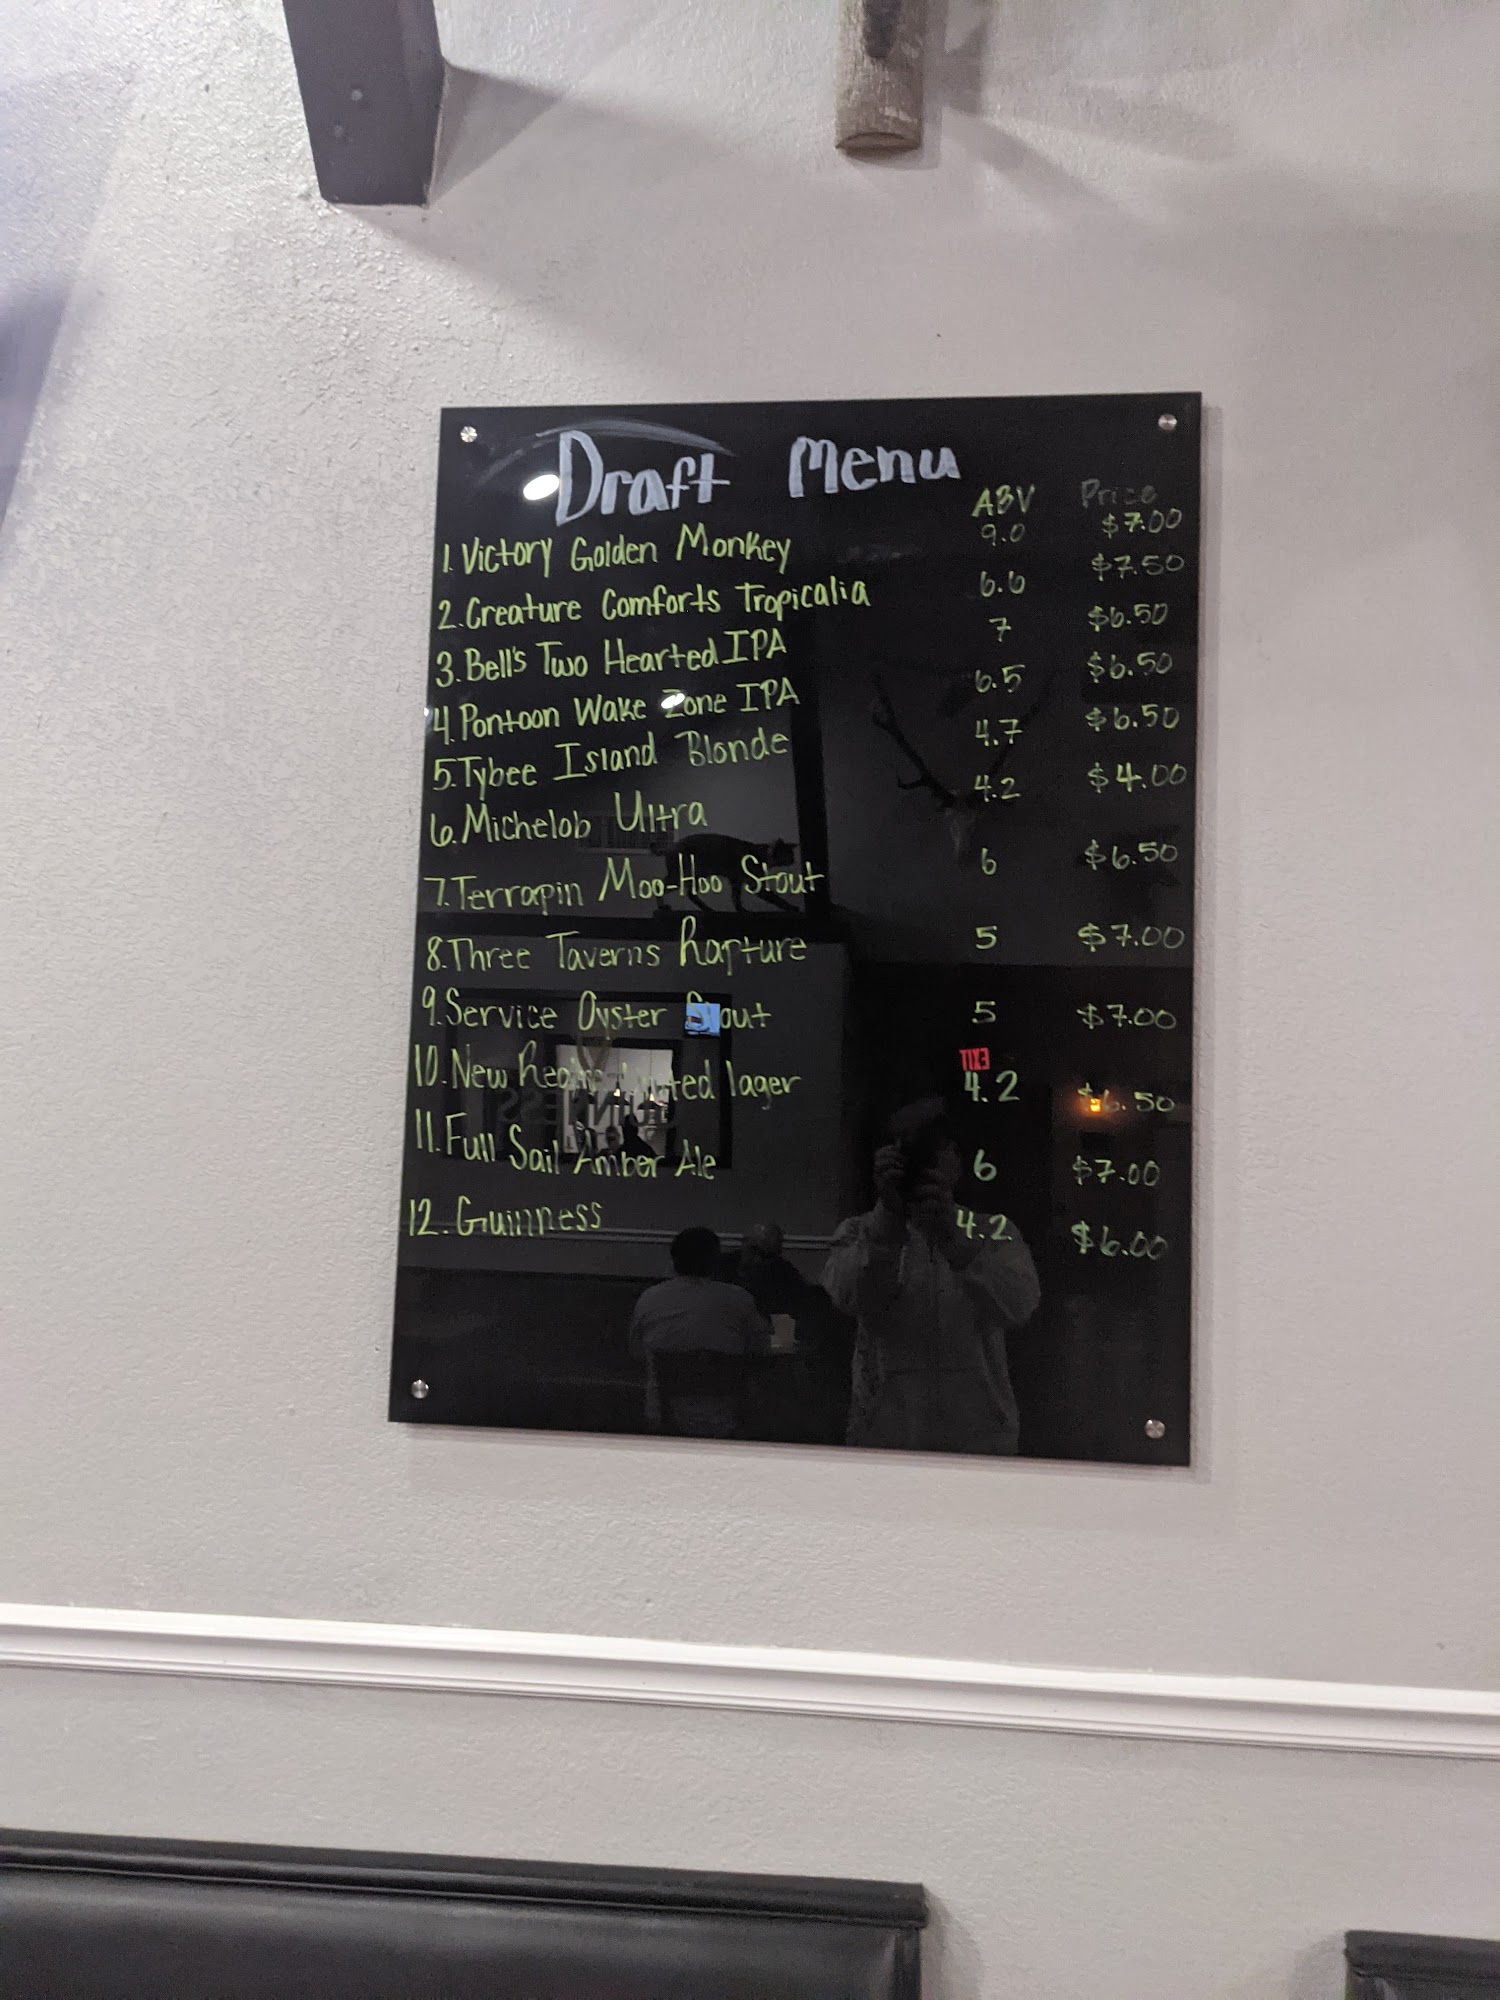 Draft Menu
ABV Price
1. Victory Golden Monkey 9.0 $7.00
2. Creature Comforts Tropicalia 6.6 $7.50
3. Bell's Two Hearted IPA 7 $6.50
4. Pontoon Wake Zone IPA 6.5 $6.50
5. Tybee Island Blonde 4.7 $6.50
6. Michelob Ultra 4.2 $4.00
7. Terrapin Moo-Hoo Stout 6 $6.50
8. Three Taverns Rapture 5 $7.00
9. Service Oyster Stout 5 $7.00
10. New lager 4.2 $6.50
11. Full Sail Amber Ale 6 $7.00
12. Guinness 4.2 $6.00
EXIT